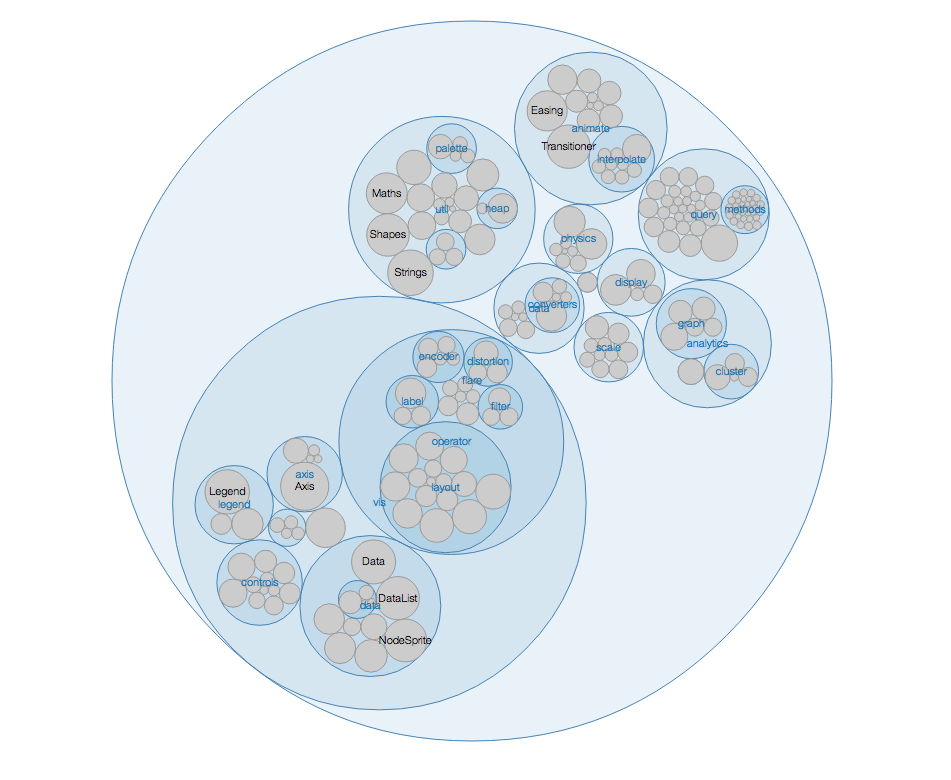 Easing
animate
Transitioner
interpolate
palette
Maths
util
heap
Shapes
Strings
query
methods
physics
display
converters
data
scale
graph
analytics
cluster
encoder
distortion
flare
label
filter
operator
layout
vis
axis
Axis
Legend
legend
controls
Data
data
DataList
NodeSprite